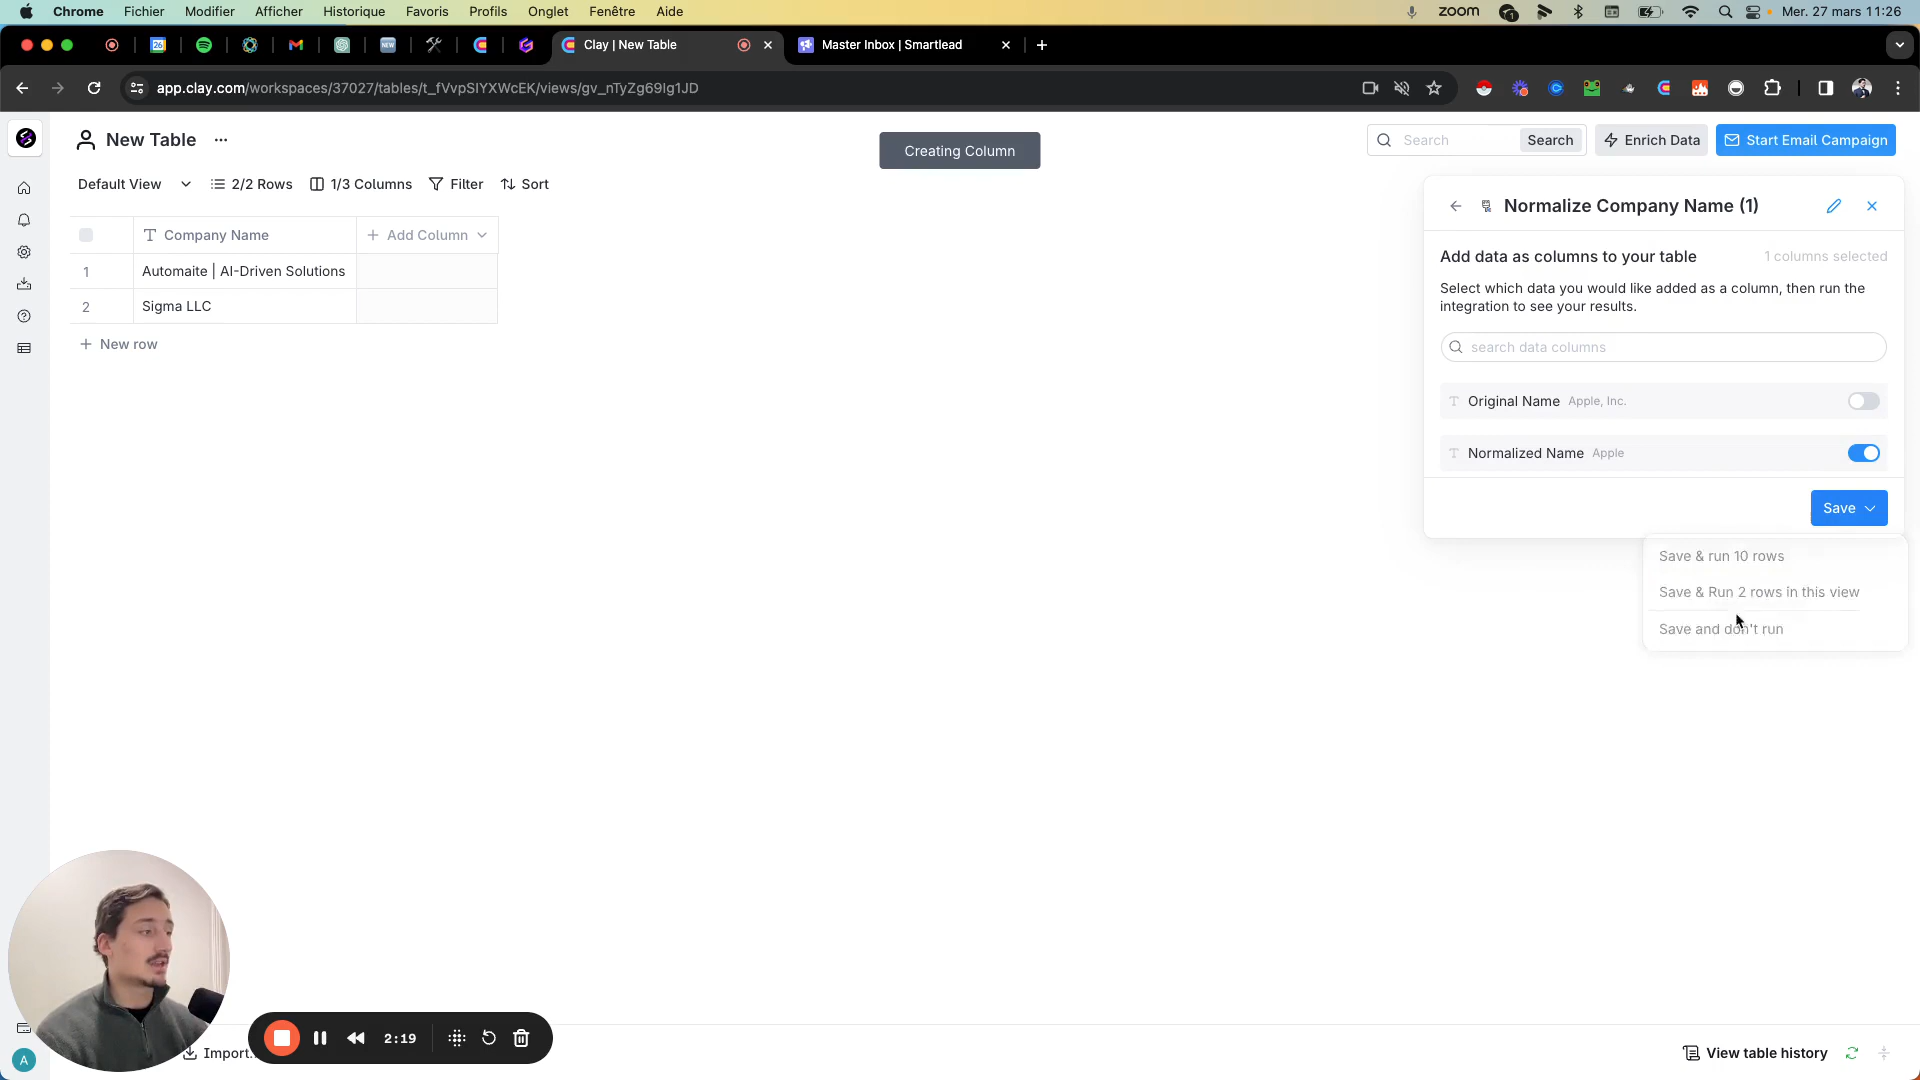 Chrome Fichier Modifier Afficher Historique Favoris Profils Onglet Fenêtre Aide
zoom 1 Mer. 27 mars 11:26
26 NEW Clay | New Table Master Inbox | Smartlead
app.clay.com/workspaces/37027/tables/t_fVvpSIYXWcEK/views/gv_nTyZg69Ig1JD
New Table ...
Creating Column
Search Search Enrich Data Start Email Campaign
Default View 2/2 Rows 1/3 Columns Filter Sort
Company Name + Add Column
1 Automaite | AI-Driven Solutions
2 Sigma LLC
+ New row
Normalize Company Name (1)
Add data as columns to your table 1 columns selected
Select which data you would like added as a column, then run the
integration to see your results.
search data columns
Original Name Apple, Inc.
Normalized Name Apple
Save
Save & run 10 rows
Save & Run 2 rows in this view
Save and don't run
2:19
A
Import
View table history